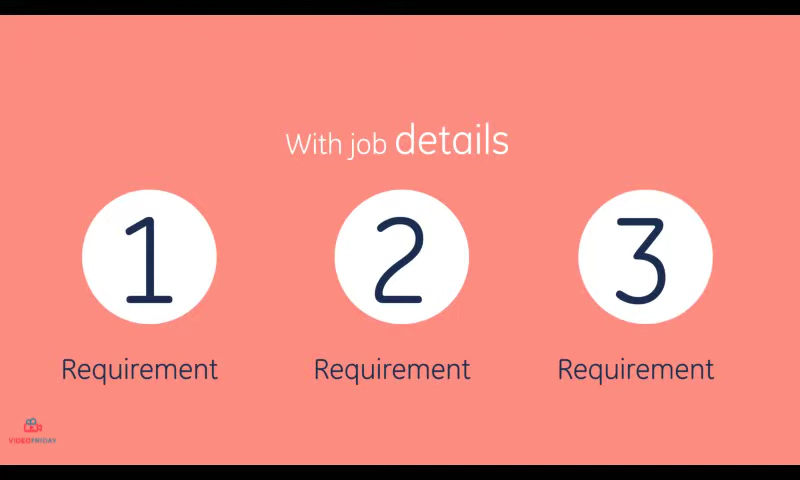 With job details
1 2 3
Requirement Requirement Requirement
VIDEOFRIDAY